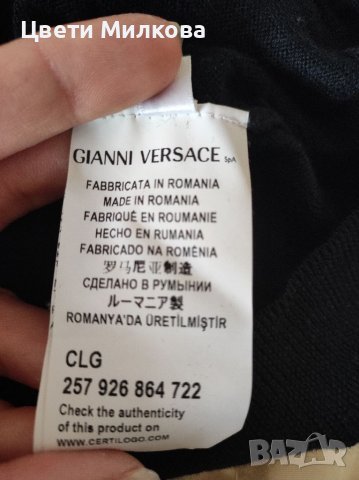 Цвети Милкова
GIANNI VERSACE SpA
FABBRICATA IN ROMANIA
MADE IN ROMANIA
FABRIQUÉ EN ROUMANIE
HECHO EN RUMANIA
FABRICADO NA ROMÉNIA
罗马尼亚制造
СДЕЛАНО В РУМЫНИИ
ルーマニア製
ROMANYA'DA ÜRETİLMİŞTİR
CLG
257 926 864 722
Check the authenticity
of this product on
www.CERTILOGO.com
BAZAR